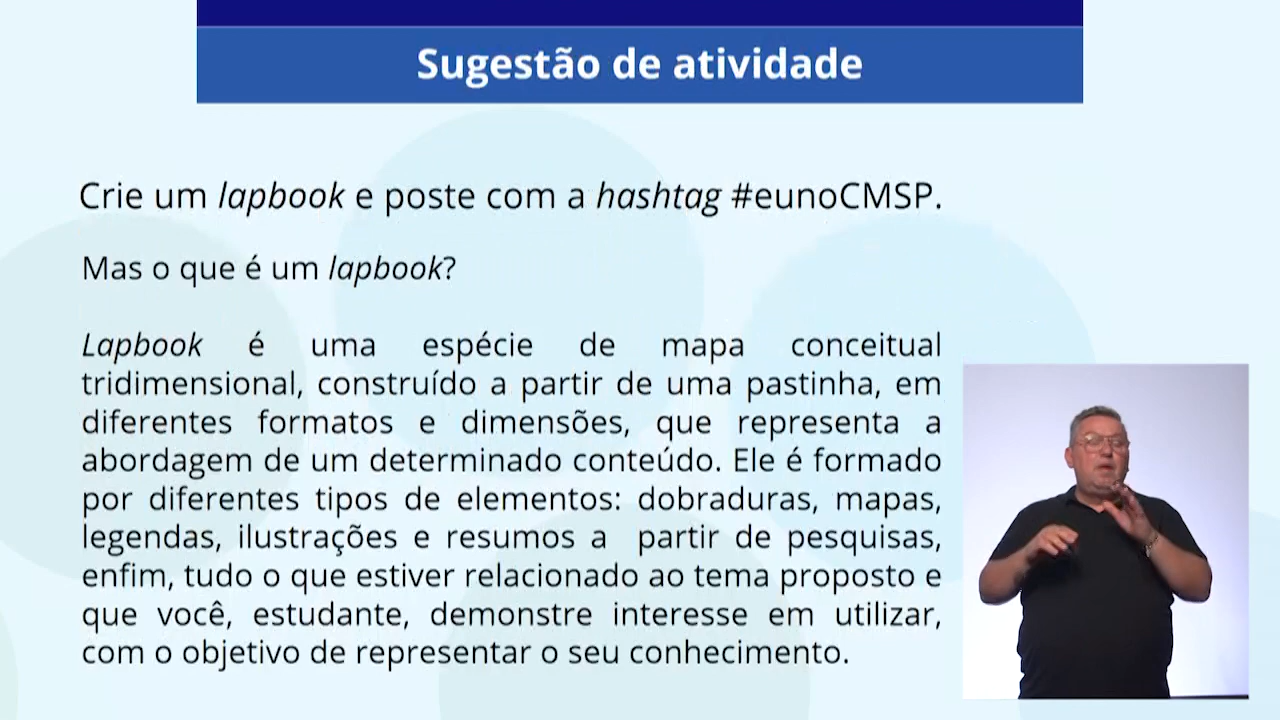 Sugestão de atividade
Crie um lapbook e poste com a hashtag #eunoCMSP.
Mas o que é um lapbook?
Lapbook é uma espécie de mapa conceitual
tridimensional, construído a partir de uma pastinha, em
diferentes formatos e dimensões, que representa a
abordagem de um determinado conteúdo. Ele é formado
por diferentes tipos de elementos: dobraduras, mapas,
legendas, ilustrações e resumos a partir de pesquisas,
enfim, tudo o que estiver relacionado ao tema proposto e
que você, estudante, demonstre interesse em utilizar,
com o objetivo de representar o seu conhecimento.